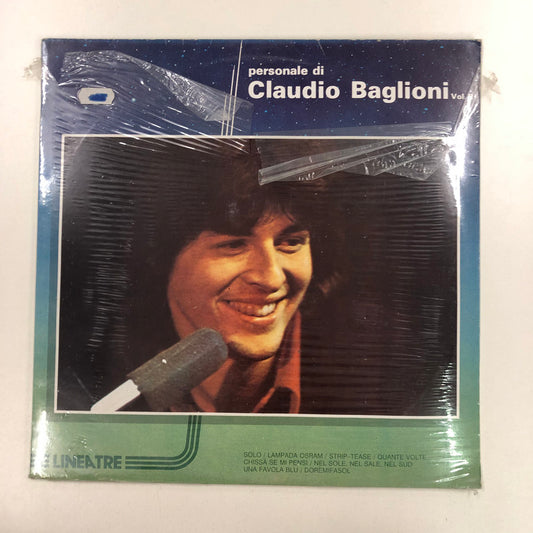 personale di
Claudio Baglioni Vol.
LINEATRE
SOLO / LAMPADA OSRAM / STRIP-TEASE / QUANTE VOLTE
CHISSÀ SE MI PENSI / NEL SOLE, NEL SALE, NEL SUD
UNA FAVOLA BLU / DOREMIFASOL